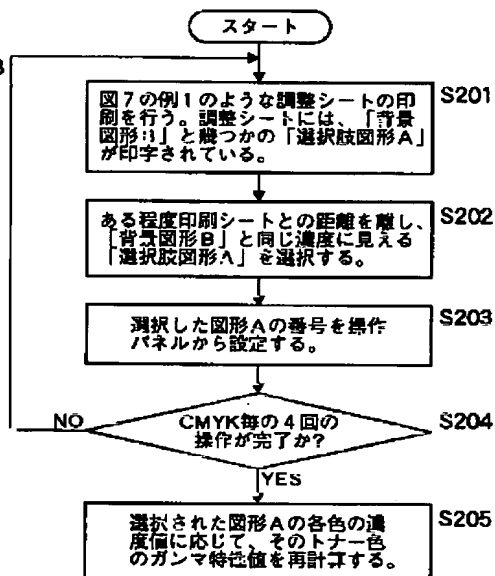 スタート
図7の例1のような調整シートの印
刷を行う。調整シートには、「背景
図形B」と幾つかの「選択肢図形A」
が印字されている。
S201
ある程度印刷シートとの距離を離し、
「背景図形B」と同じ濃度に見える
「選択肢図形A」を選択する。
S202
選択した図形Aの番号を操作
パネルから設定する。
S203
CMYK毎の4回の
操作が完了か?
S204
NO
YES
選択された図形Aの各色の濃
度値に応じて、そのトナー色
のガンマ特性値を再計算する。
S205